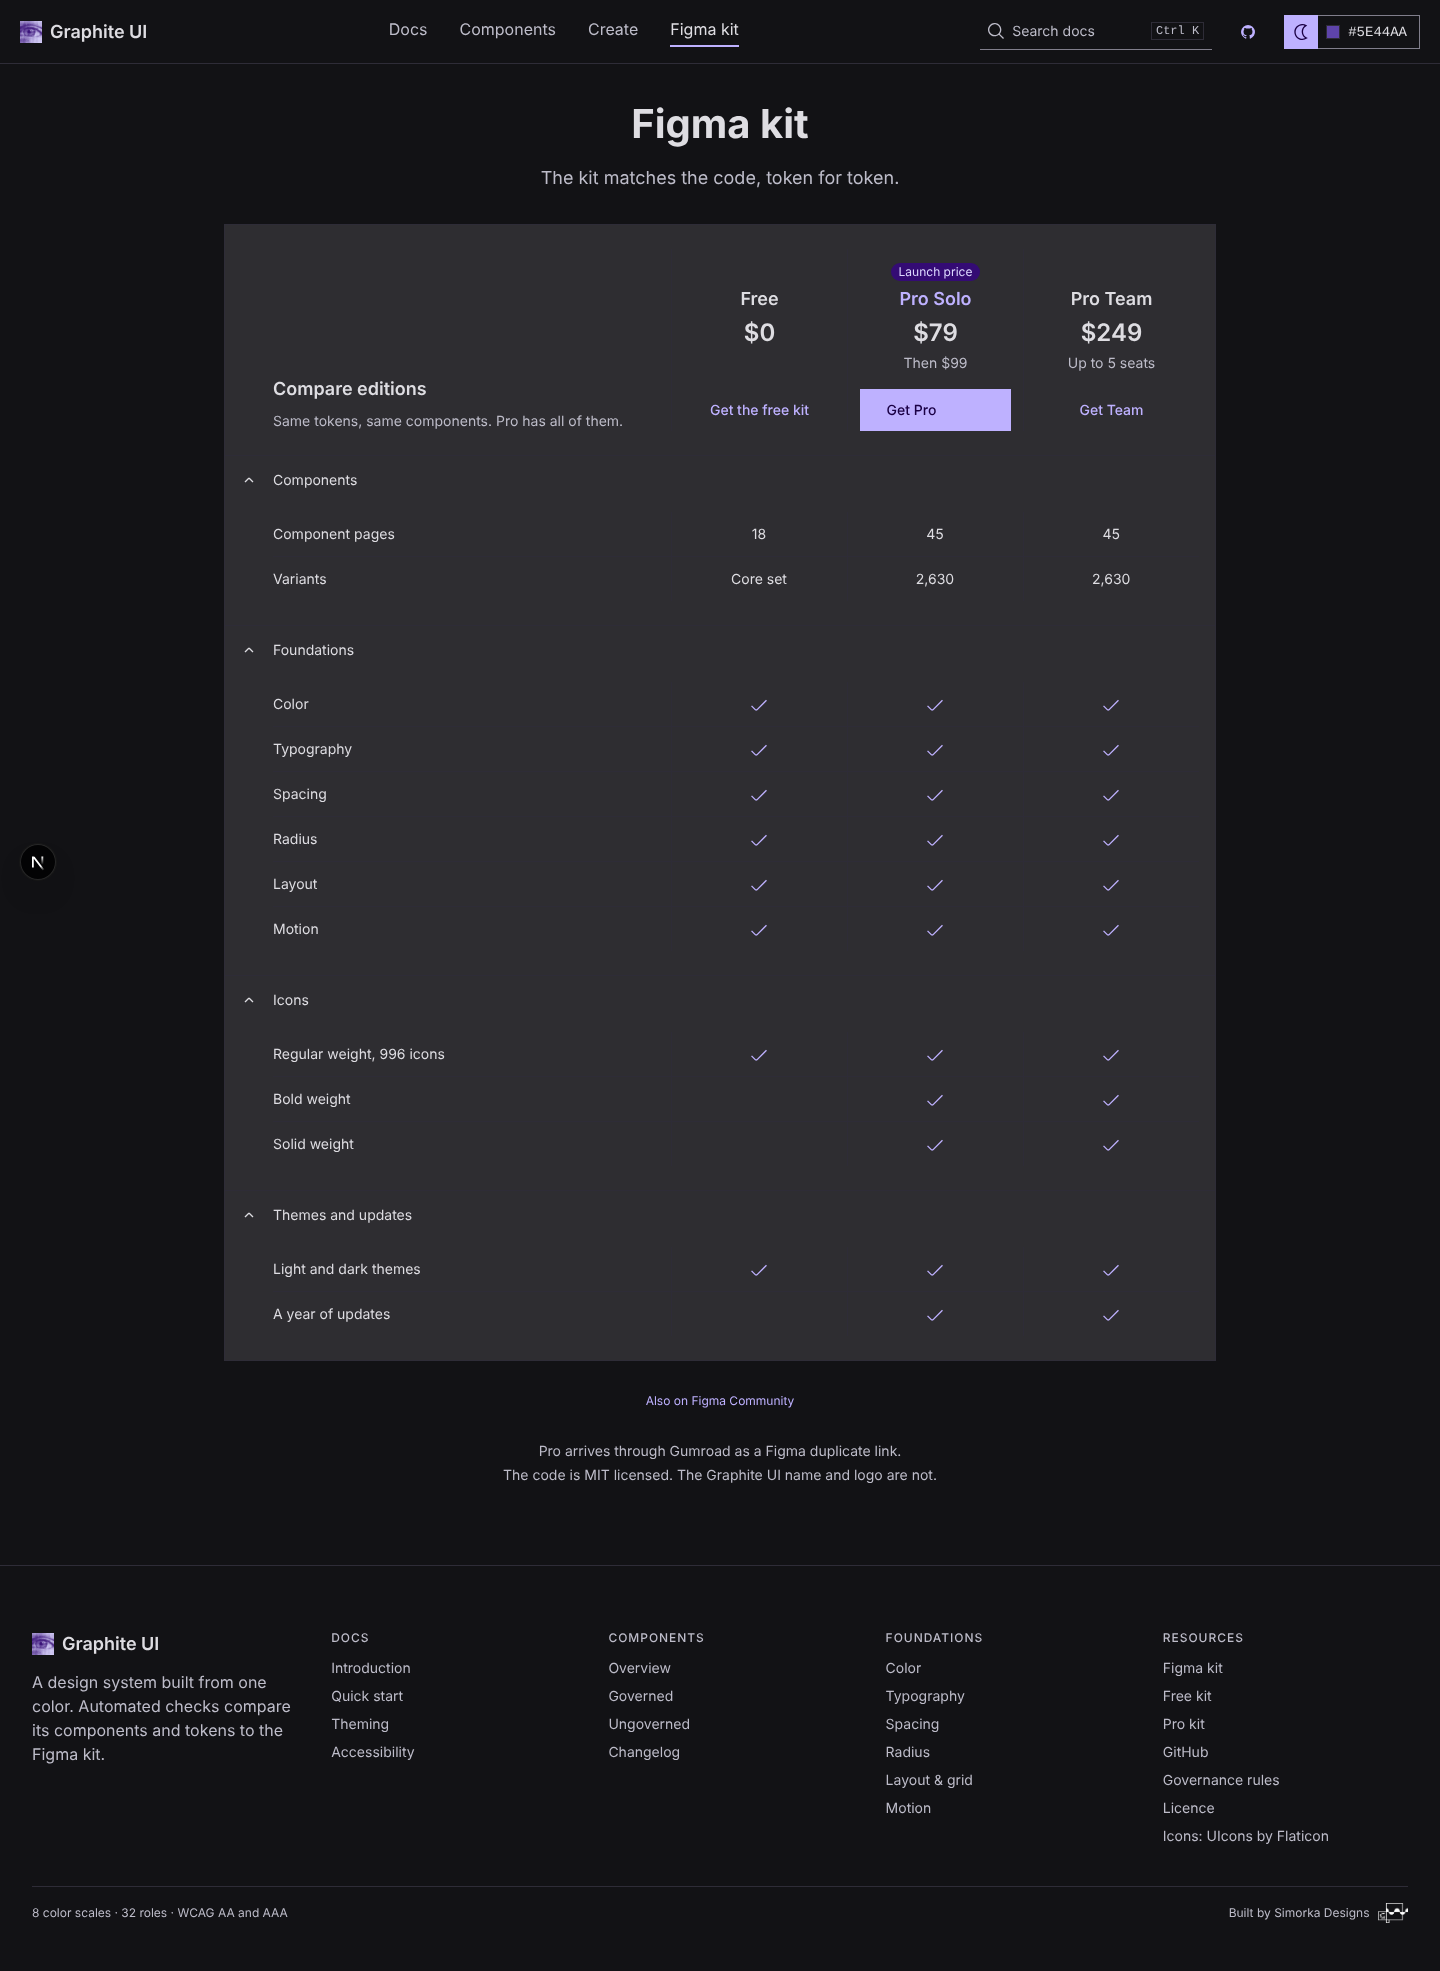 Graphite UI
Docs Components Create Figma kit
Search docs Ctrl K
#5E44AA
Figma kit
The kit matches the code, token for token.
Launch price
Free Pro Solo Pro Team
$0 $79 $249
Then $99 Up to 5 seats
Compare editions
Same tokens, same components. Pro has all of them.
Get the free kit Get Pro Get Team
Components
Component pages 18 45 45
Variants Core set 2,630 2,630
Foundations
Color
Typography
Spacing
Radius
Layout
Motion
Icons
Regular weight, 996 icons
Bold weight
Solid weight
Themes and updates
Light and dark themes
A year of updates
Also on Figma Community
Pro arrives through Gumroad as a Figma duplicate link.
The code is MIT licensed. The Graphite UI name and logo are not.
Graphite UI
A design system built from one
color. Automated checks compare
its components and tokens to the
Figma kit.
DOCS
Introduction
Quick start
Theming
Accessibility
COMPONENTS
Overview
Governed
Ungoverned
Changelog
FOUNDATIONS
Color
Typography
Spacing
Radius
Layout & grid
Motion
RESOURCES
Figma kit
Free kit
Pro kit
GitHub
Governance rules
Licence
Icons: UIcons by Flaticon
8 color scales · 32 roles · WCAG AA and AAA
Built by Simorka Designs